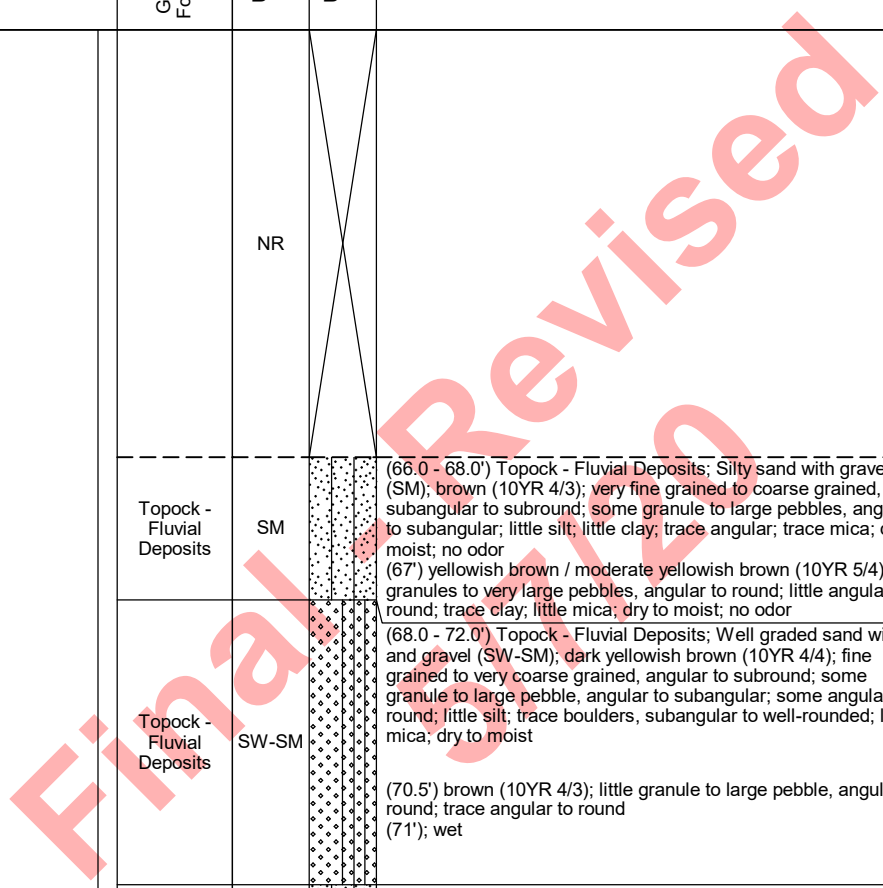 NR
Topock -
Fluvial
Deposits
SM
(66.0 - 68.0') Topock - Fluvial Deposits; Silty sand with grave
(SM); brown (10YR 4/3); very fine grained to coarse grained,
subangular to subround; some granule to large pebbles, ang
to subangular; little silt; little clay; trace angular; trace mica;
moist; no odor
(67') yellowish brown / moderate yellowish brown (10YR 5/4)
granules to very large pebbles, angular to round; little angula
round; trace clay; little mica; dry to moist; no odor
Topock -
Fluvial
Deposits
SW-SM
(68.0 - 72.0') Topock - Fluvial Deposits; Well graded sand wi
and gravel (SW-SM); dark yellowish brown (10YR 4/4); fine
grained to very coarse grained, angular to subround; some
granule to large pebble, angular to subangular; some angula
round; little silt; trace boulders, subangular to well-rounded;
mica; dry to moist
(70.5') brown (10YR 4/3); little granule to large pebble, angul
round; trace angular to round
(71'); wet
Final - Revised
5/7/20